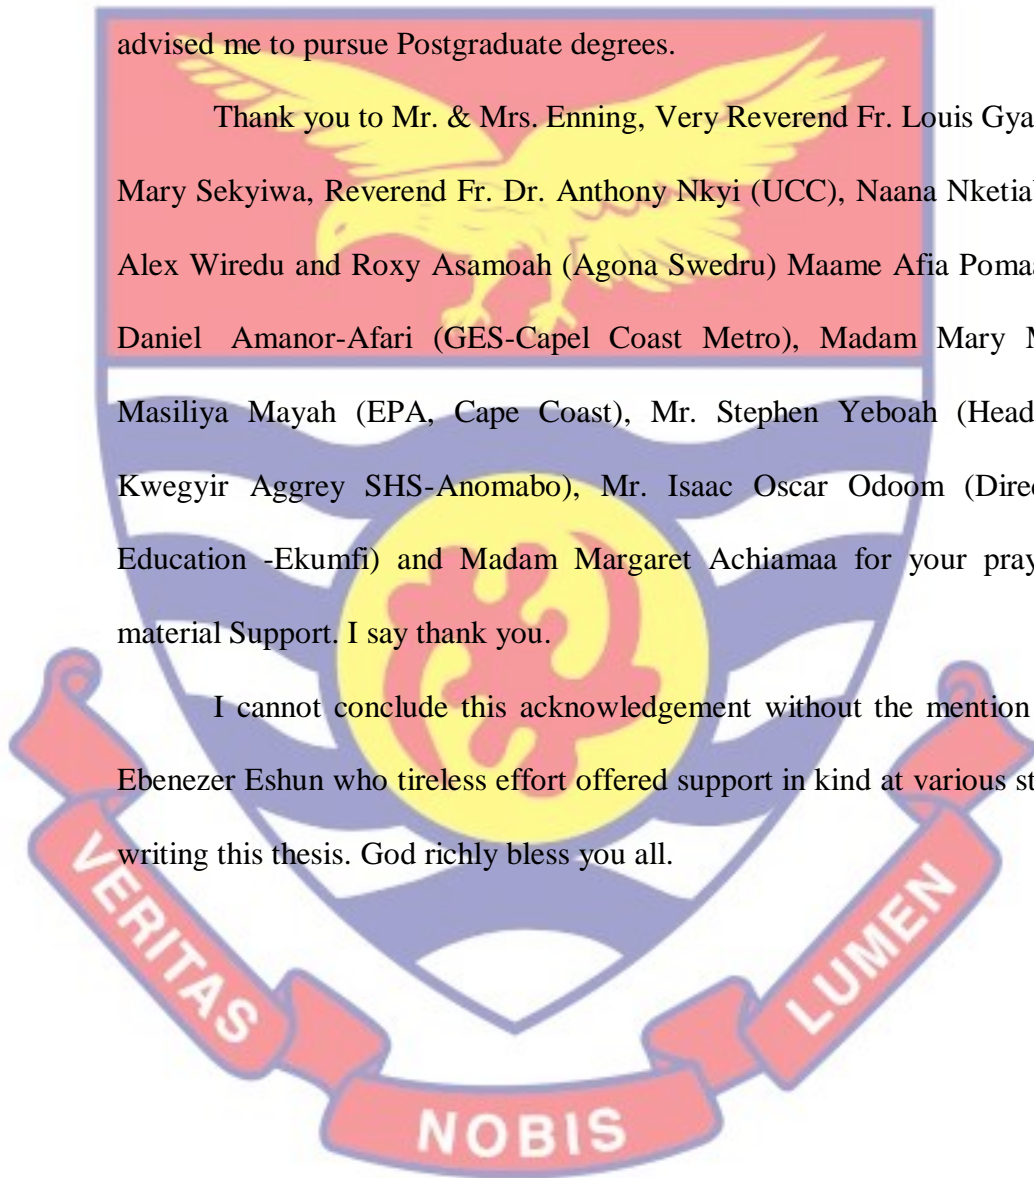 advised me to pursue Postgraduate degrees.
Thank you to Mr. & Mrs. Enning, Very Reverend Fr. Louis Gya
Mary Sekyiwa, Reverend Fr. Dr. Anthony Nkyi (UCC), Naana Nketia
Alex Wiredu and Roxy Asamoah (Agona Swedru) Maame Afia Pomaa
Daniel Amanor-Afari (GES-Capel Coast Metro), Madam Mary M
Masiliya Mayah (EPA, Cape Coast), Mr. Stephen Yeboah (Head
Kwegyir Aggrey SHS-Anomabo), Mr. Isaac Oscar Odoom (Direc
Education -Ekumfi) and Madam Margaret Achiamaa for your pray
material Support. I say thank you.
I cannot conclude this acknowledgement without the mention
Ebenezer Eshun who tireless effort offered support in kind at various st
writing this thesis. God richly bless you all.
VERITAS
NOBIS
LUMEN